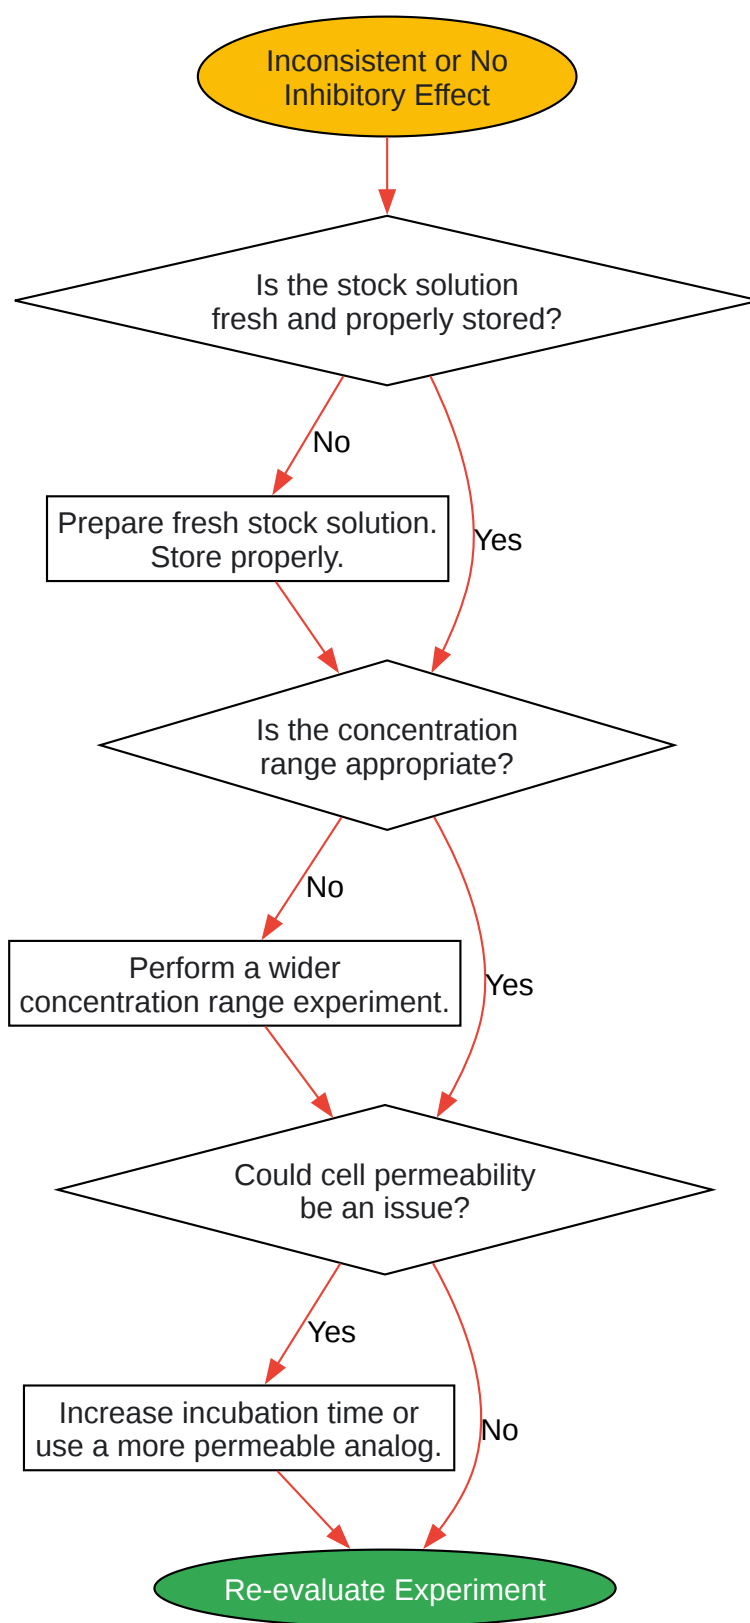 Inconsistent or No
Inhibitory Effect
Is the stock solution
fresh and properly stored?
No
Prepare fresh stock solution.
Store properly.
Yes
Is the concentration
range appropriate?
No
Perform a wider
concentration range experiment.
Yes
Could cell permeability
be an issue?
Yes
Increase incubation time or
use a more permeable analog.
No
Re-evaluate Experiment